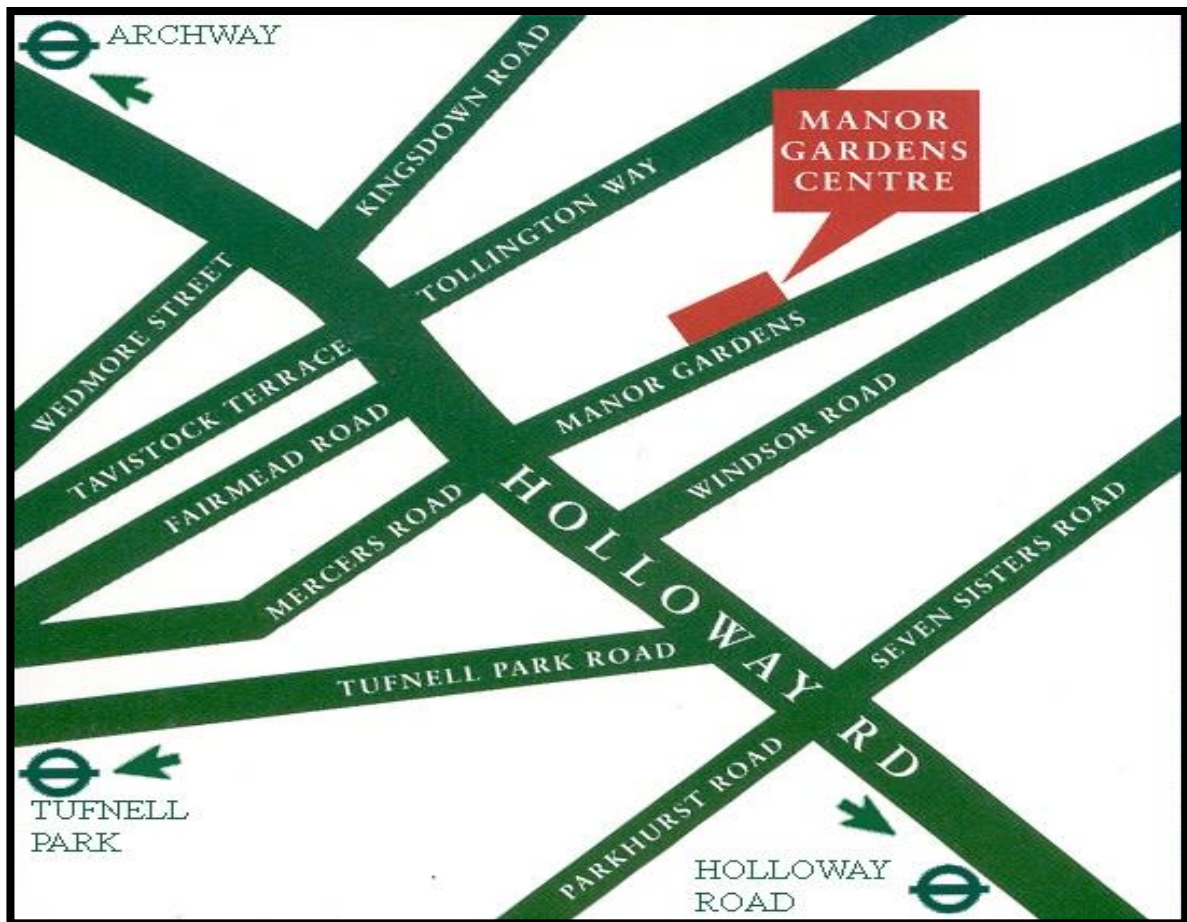 ARCHWAY
KINGSDOWN ROAD
MANOR
GARDENS
CENTRE
TOLLINGTON WAY
WEDMORE STREET
TAVISTOCK TERRACE
MANOR GARDENS
FAIRMEAD ROAD
WINDSOR ROAD
MERCERS ROAD
HOLLOWAY RD
SEVEN SISTERS ROAD
TUFNELL PARK ROAD
PARKHURST ROAD
TUFNELL
PARK
HOLLOWAY
ROAD